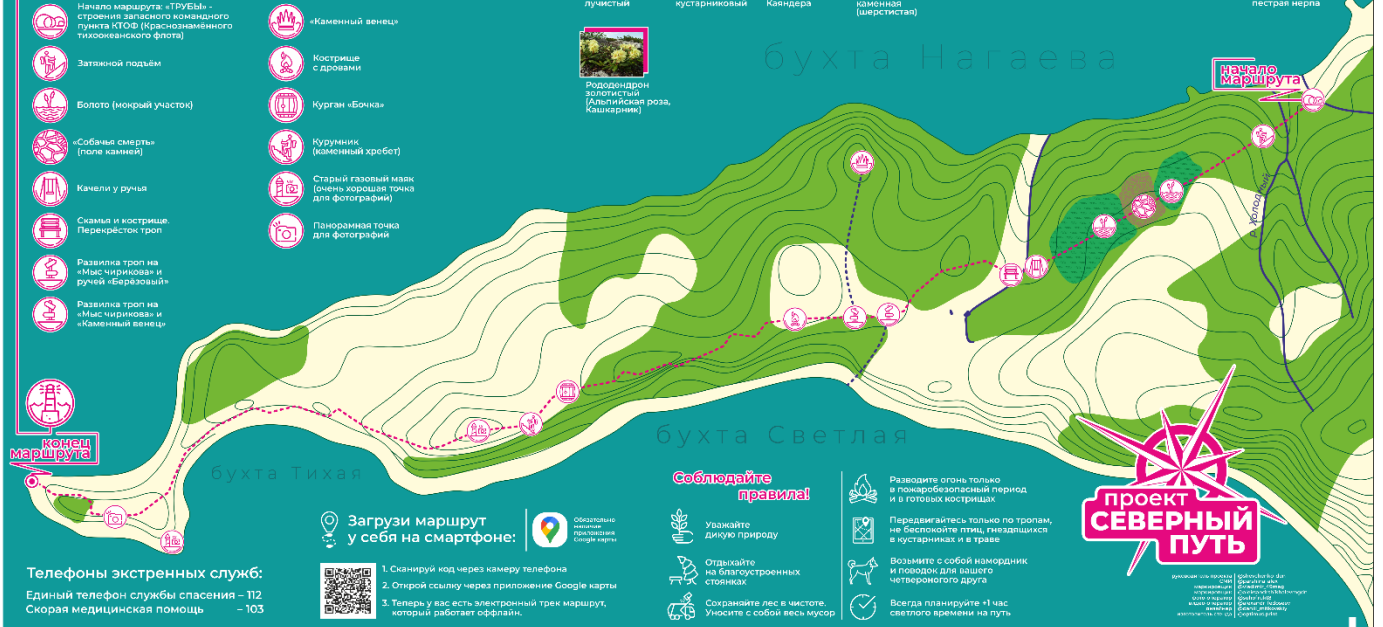 лучистый
кустарниковый
Каяндера
каменная
(шерстистая)
пестрая нерпа
Начало маршрута: «ТРУБЫ» -
строения запасного командного
пункта КТОФ (Краснознамённого
тихоокеанского флота)
Затяжной подъём
Болото (мокрый участок)
«Собачья смерть»
(поле камней)
Качели у ручья
Скамья и кострище.
Перекрёсток троп
Развилка троп на
«Мыс чирикова» и
ручей «Берёзовый»
Развилка троп на
«Мыс чирикова» и
«Каменный венец»
«Каменный венец»
Кострище
с дровами
Курган «Бочка»
Курумник
(каменный хребет)
Старый газовый маяк
(очень хорошая точка
для фотографий)
Панорамная точка
для фотографий
Рододендрон
золотистый
(Альпийская роза,
Кашкарник)
бухта Нагаева
начало
маршрута
р. Холодный
конец
маршрута
бухта Тихая
бухта Светлая
Телефоны экстренных служб:
Единый телефон службы спасения – 112
Скорая медицинская помощь – 103
Загрузи маршрут
у себя на смартфоне:
Обязательно
наличие
приложения
Google карты
1. Сканируй код через камеру телефона
2. Открой ссылку через приложение Google карты
3. Теперь у вас есть электронный трек маршрут,
который работает оффлайн.
Соблюдайте
правила!
Уважайте
дикую природу
Отдыхайте
на благоустроенных
стоянках
Сохраняйте лес в чистоте.
Уносите с собой весь мусор
Разводите огонь только
в пожаробезопасный период
и в готовых кострищах
Передвигайтесь только по тропам,
не беспокойте птиц, гнездящихся
в кустарниках и в траве
Возьмите с собой намордник
и поводок для вашего
четвероногого друга
Всегда планируйте +1 час
светлого времени на путь
проект
СЕВЕРНЫЙ
ПУТЬ
руководитель проекта